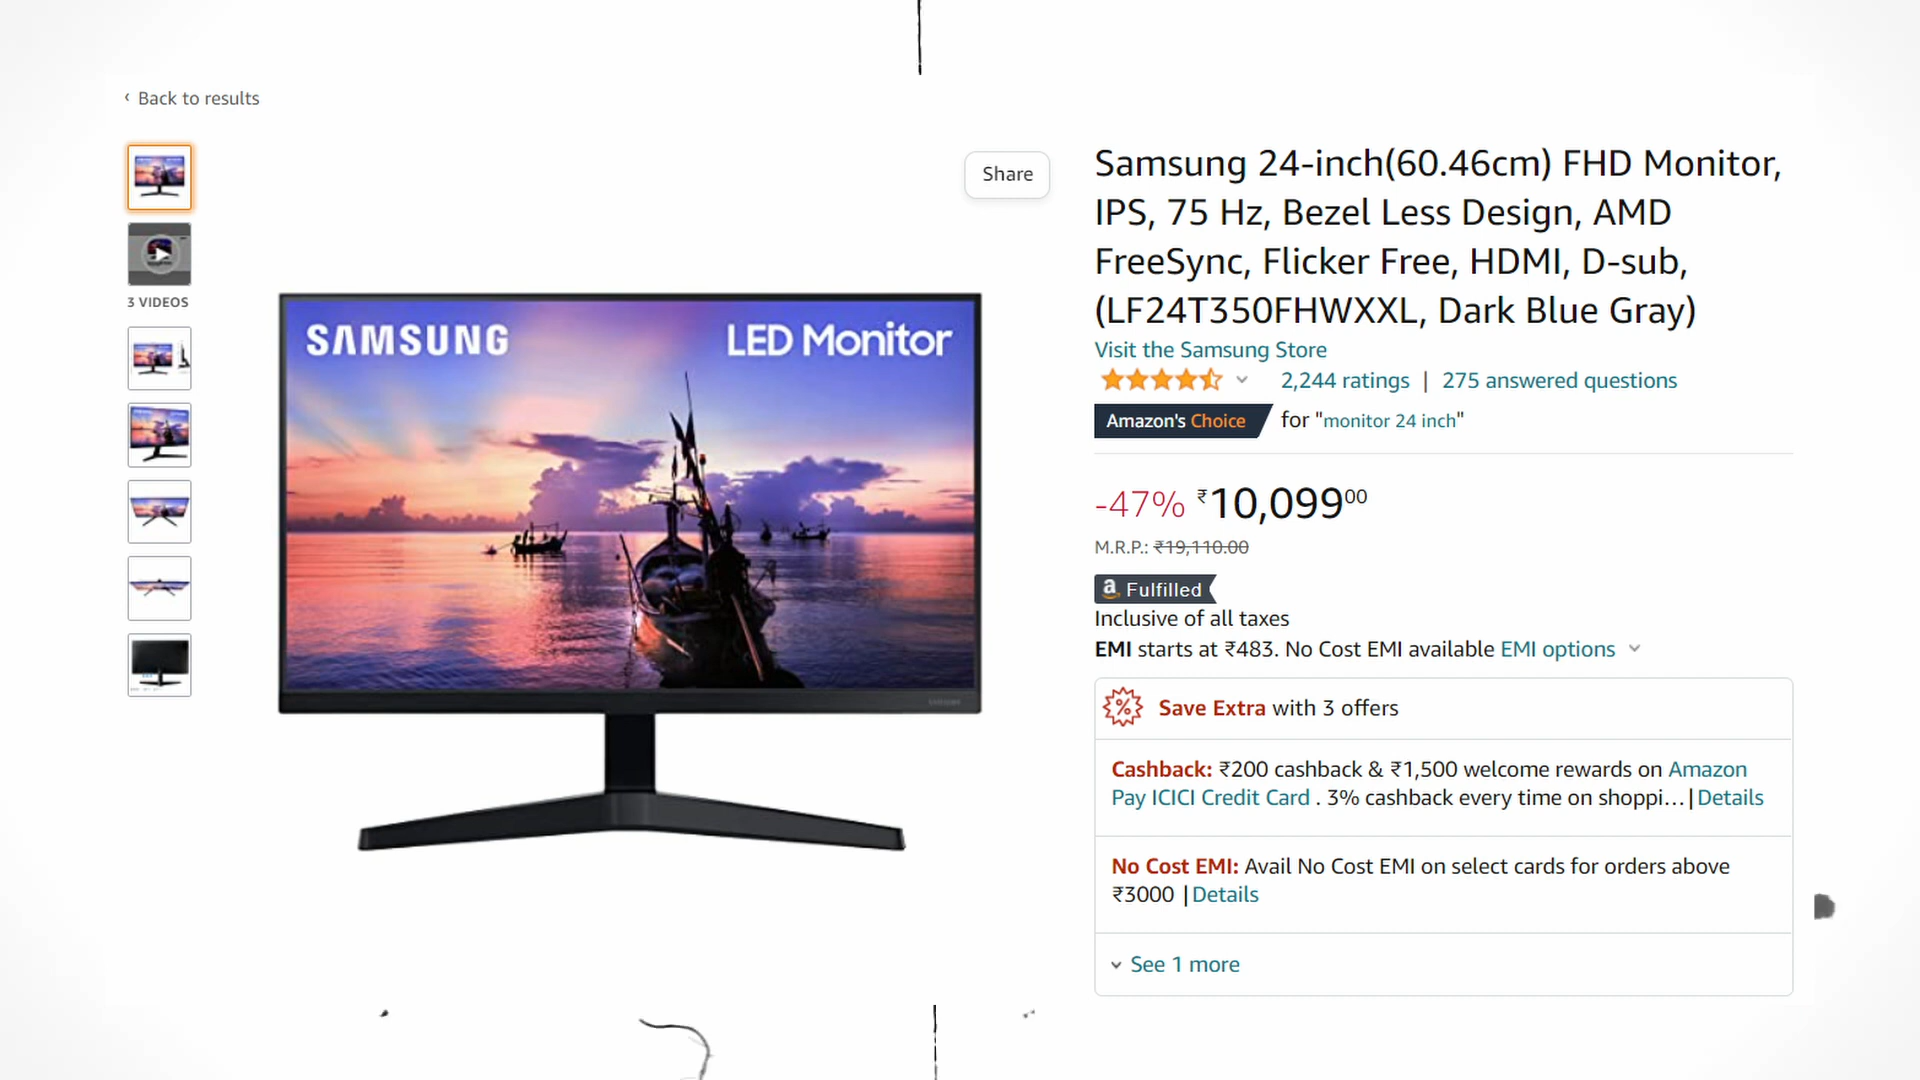 Back to results
Share
3 VIDEOS
SAMSUNG
LED Monitor
Samsung 24-inch(60.46cm) FHD Monitor,
IPS, 75 Hz, Bezel Less Design, AMD
FreeSync, Flicker Free, HDMI, D-sub,
(LF24T350FHWXXL, Dark Blue Gray)
Visit the Samsung Store
2,244 ratings | 275 answered questions
Amazon's Choice for "monitor 24 inch"
-47% ₹10,09900
M.R.P.: ₹19,110.00
a Fulfilled
Inclusive of all taxes
EMI starts at ₹483. No Cost EMI available EMI options
Save Extra with 3 offers
Cashback: ₹200 cashback & ₹1,500 welcome rewards on Amazon
Pay ICICI Credit Card . 3% cashback every time on shoppi...| Details
No Cost EMI: Avail No Cost EMI on select cards for orders above
₹3000 | Details
See 1 more